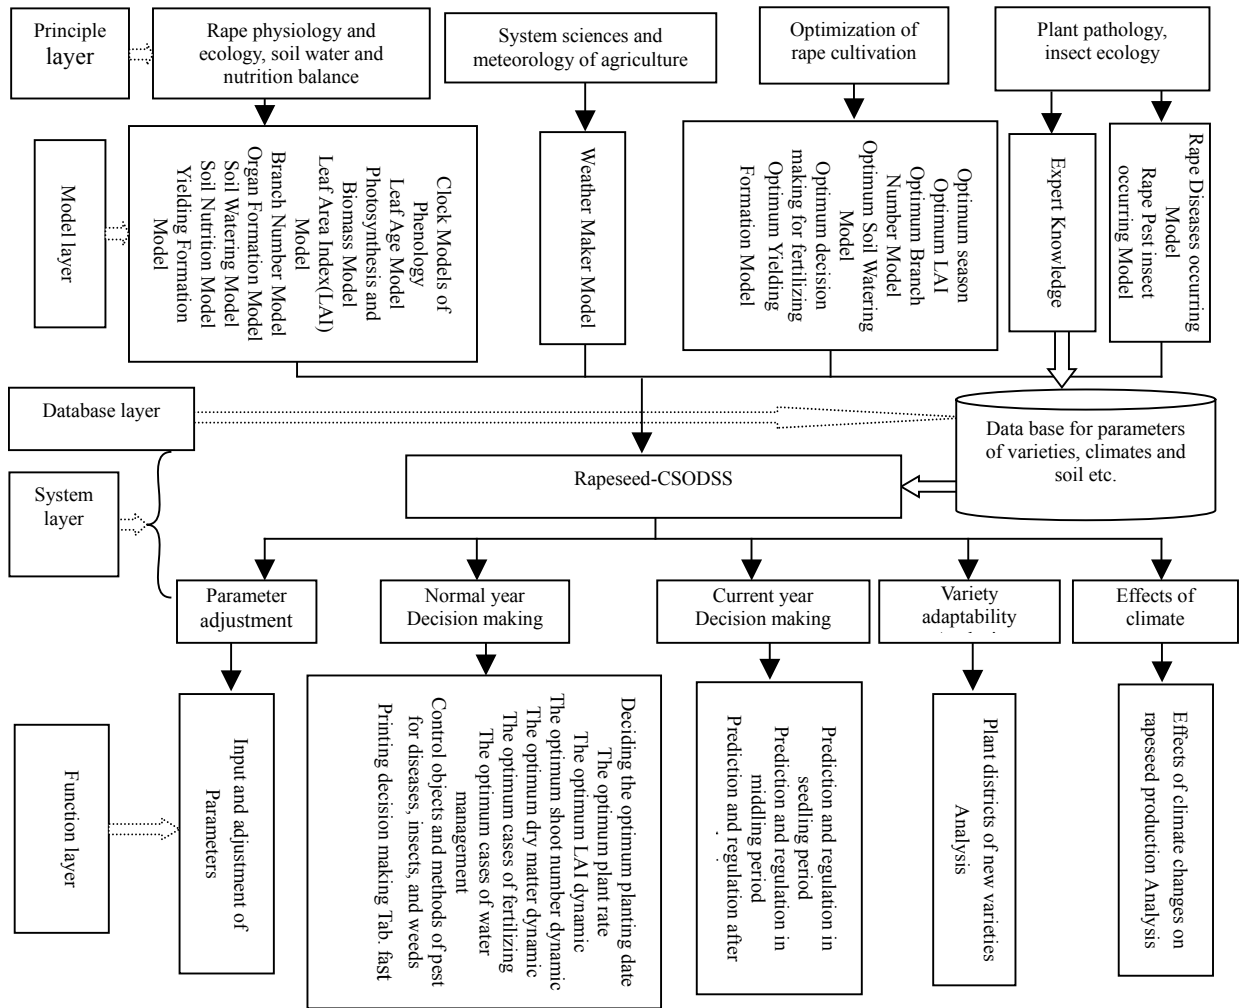 Principle
layer
Rape physiology and
ecology, soil water and
nutrition balance
System sciences and
meteorology of agriculture
Optimization of
rape cultivation
Plant pathology,
insect ecology
Model layer
Clock Models of
Phenology
Leaf Age Model
Photosynthesis and
Biomass Model
Leaf Area Index(LAI)
Model
Branch Number Model
Organ Formation Model
Soil Watering Model
Soil Nutrition Model
Yielding Formation
Model
Weather Maker Model
Optimum season
Optimum LAI
Optimum Branch
Number Model
Optimum Soil Watering
Model
Optimum decision
making for fertilizing
Optimum Yielding
Formation Model
Expert Knowledge
Rape Diseases occurring
Model
Rape Pest insect
occurring Model
Database layer
Data base for parameters
of varieties, climates and
soil etc.
System
layer
Rapeseed-CSODSS
Parameter
adjustment
Normal year
Decision making
Current year
Decision making
Variety
adaptability
Effects of
climate
Function layer
Input and adjustment of
Parameters
Deciding the optimum planting date
The optimum plant rate
The optimum LAI dynamic
The optimum shoot number dynamic
The optimum dry matter dynamic
The optimum cases of fertilizing
The optimum cases of water
management
Control objects and methods of pest
for diseases, insects, and weeds
Printing decision making Tab. fast
Prediction and regulation in
seedling period
Prediction and regulation in
middling period
Prediction and regulation after
Plant districts of new varieties
Analysis
Effects of climate changes on
rapeseed production Analysis